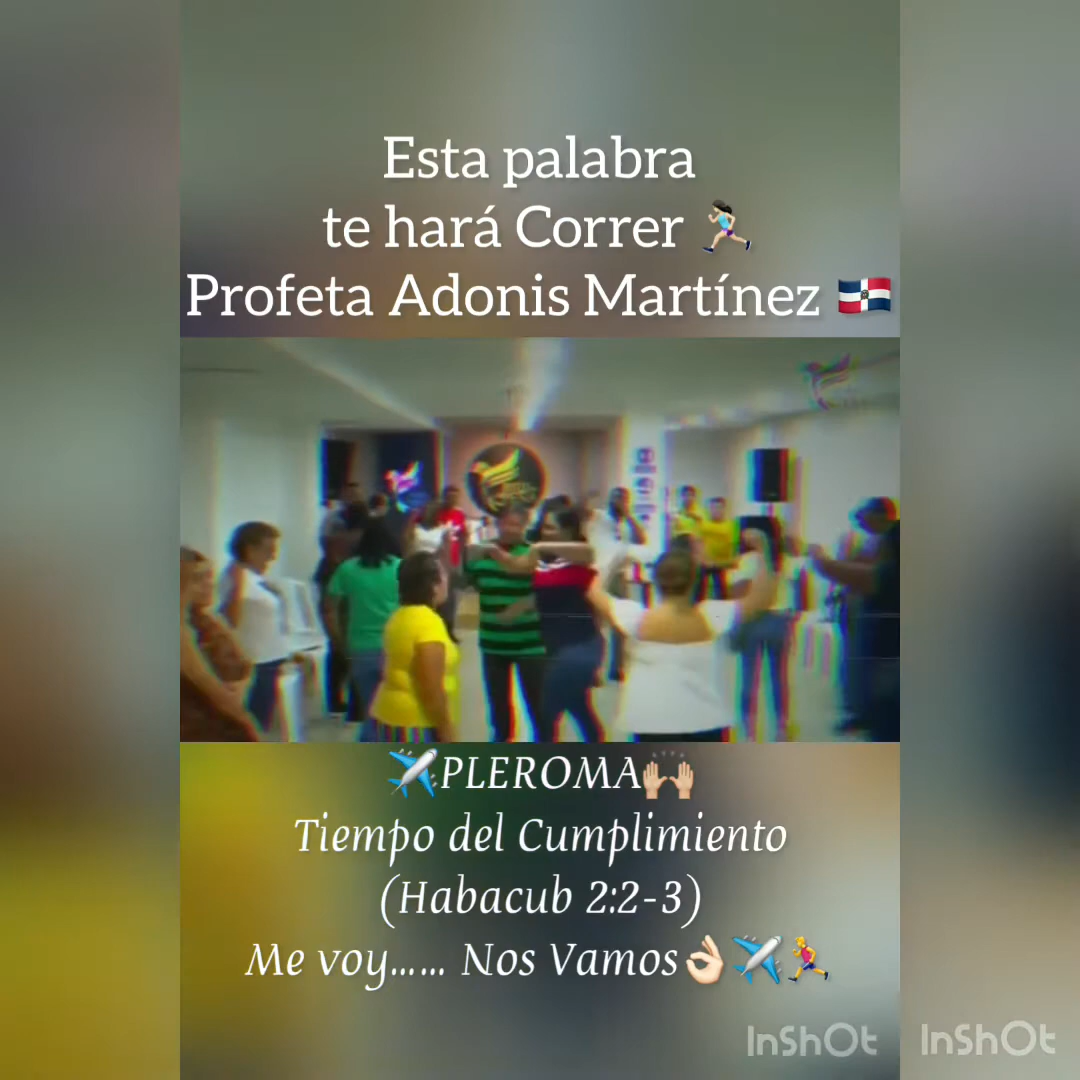 Esta palabra
te hará Correr 🏃🏻‍♀️
Profeta Adonis Martínez 🇩🇴
✈️PLEROMA🙌🏼
Tiempo del Cumplimiento
(Habacub 2:2-3)
Me voy...... Nos Vamos👌🏻✈️🏃‍♀️
InShOt InShOt